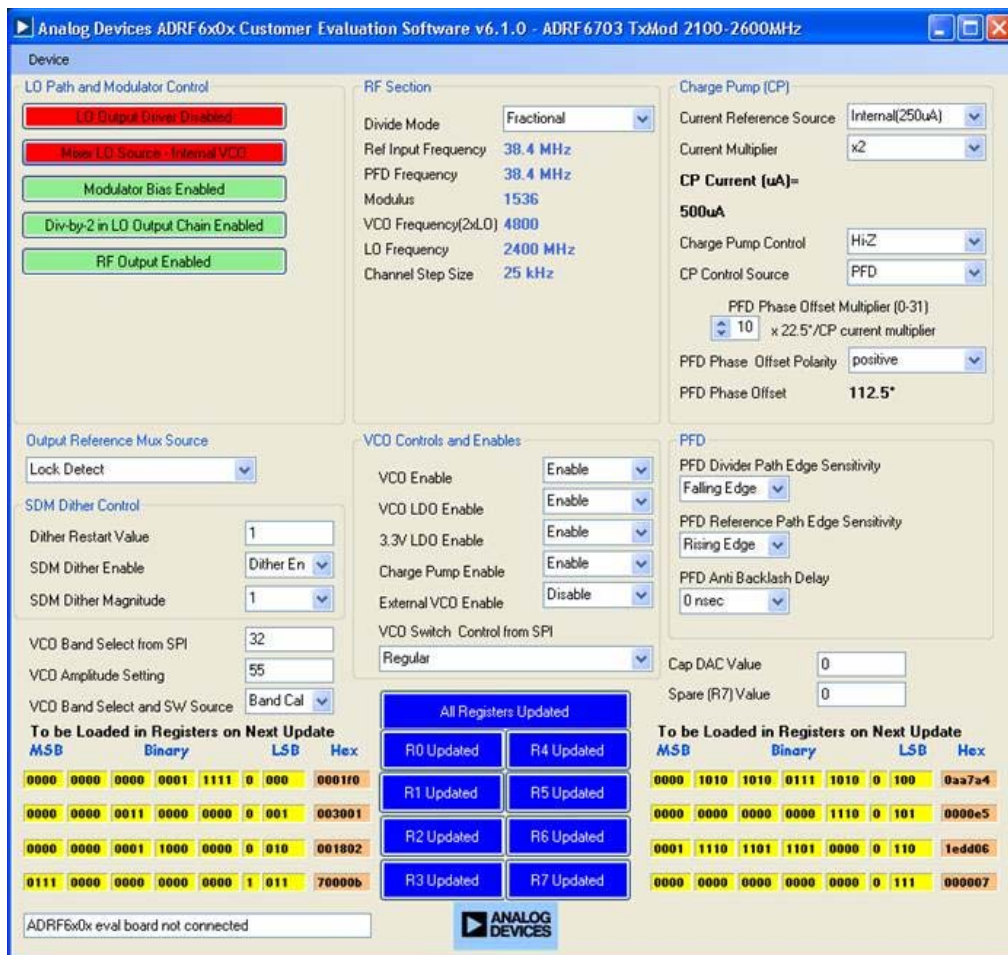 Analog Devices ADRF6x0x Customer Evaluation Software v6.1.0 - ADRF6703 TxMod 2100-2600MHz
Device
LO Path and Modulator Control
LO Output Driver Disabled
Mixer LO Source - Internal VCO
Modulator Bias Enabled
Div-by-2 in LO Output Chain Enabled
RF Output Enabled
RF Section
Divide Mode Fractional
Ref Input Frequency 38.4 MHz
PFD Frequency 38.4 MHz
Modulus 1536
VCO Frequency(2xLO) 4800
LO Frequency 2400 MHz
Channel Step Size 25 kHz
Charge Pump (CP)
Current Reference Source Internal(250uA)
Current Multiplier x2
CP Current (uA)=
500uA
Charge Pump Control Hi-Z
CP Control Source PFD
PFD Phase Offset Multiplier (0-31)
10 x 22.5°/CP current multiplier
PFD Phase Offset Polarity positive
PFD Phase Offset 112.5°
Output Reference Mux Source
Lock Detect
SDM Dither Control
Dither Restart Value 1
SDM Dither Enable Dither En
SDM Dither Magnitude 1
VCO Band Select from SPI 32
VCO Amplitude Setting 55
VCO Band Select and SW Source Band Cal
VCO Controls and Enables
VCO Enable Enable
VCO LDO Enable Enable
3.3V LDO Enable Enable
Charge Pump Enable Enable
External VCO Enable Disable
VCO Switch Control from SPI
Regular
PFD
PFD Divider Path Edge Sensitivity
Falling Edge
PFD Reference Path Edge Sensitivity
Rising Edge
PFD Anti Backlash Delay
0 nsec
Cap DAC Value 0
Spare (R7) Value 0
To be Loaded in Registers on Next Update
MSB Binary LSB Hex
0000 0000 0000 0001 1111 0 000 0001f0
0000 0000 0011 0000 0000 0 001 003001
0000 0000 0001 1000 0000 0 010 001802
0111 0000 0000 0000 0000 1 011 70000b
All Registers Updated
R0 Updated R4 Updated
R1 Updated R5 Updated
R2 Updated R6 Updated
R3 Updated R7 Updated
To be Loaded in Registers on Next Update
MSB Binary LSB Hex
0000 1010 1010 0111 1010 0 100 0aa7a4
0000 0000 0000 0000 1110 0 101 0000e5
0001 1110 1101 1101 0000 0 110 1edd06
0000 0000 0000 0000 0000 0 111 000007
ADRF6x0x eval board not connected
ANALOG
DEVICES